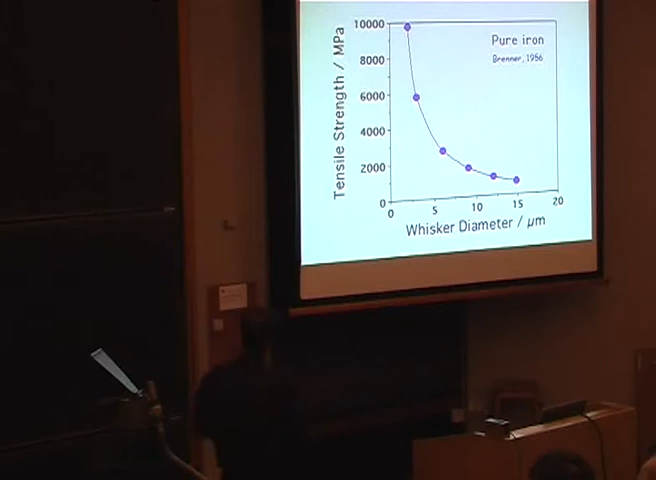 10000
8000
6000
4000
2000
0
Tensile Strength / MPa
Pure iron
Brenner, 1956
0 5 10 15 20
Whisker Diameter / μm